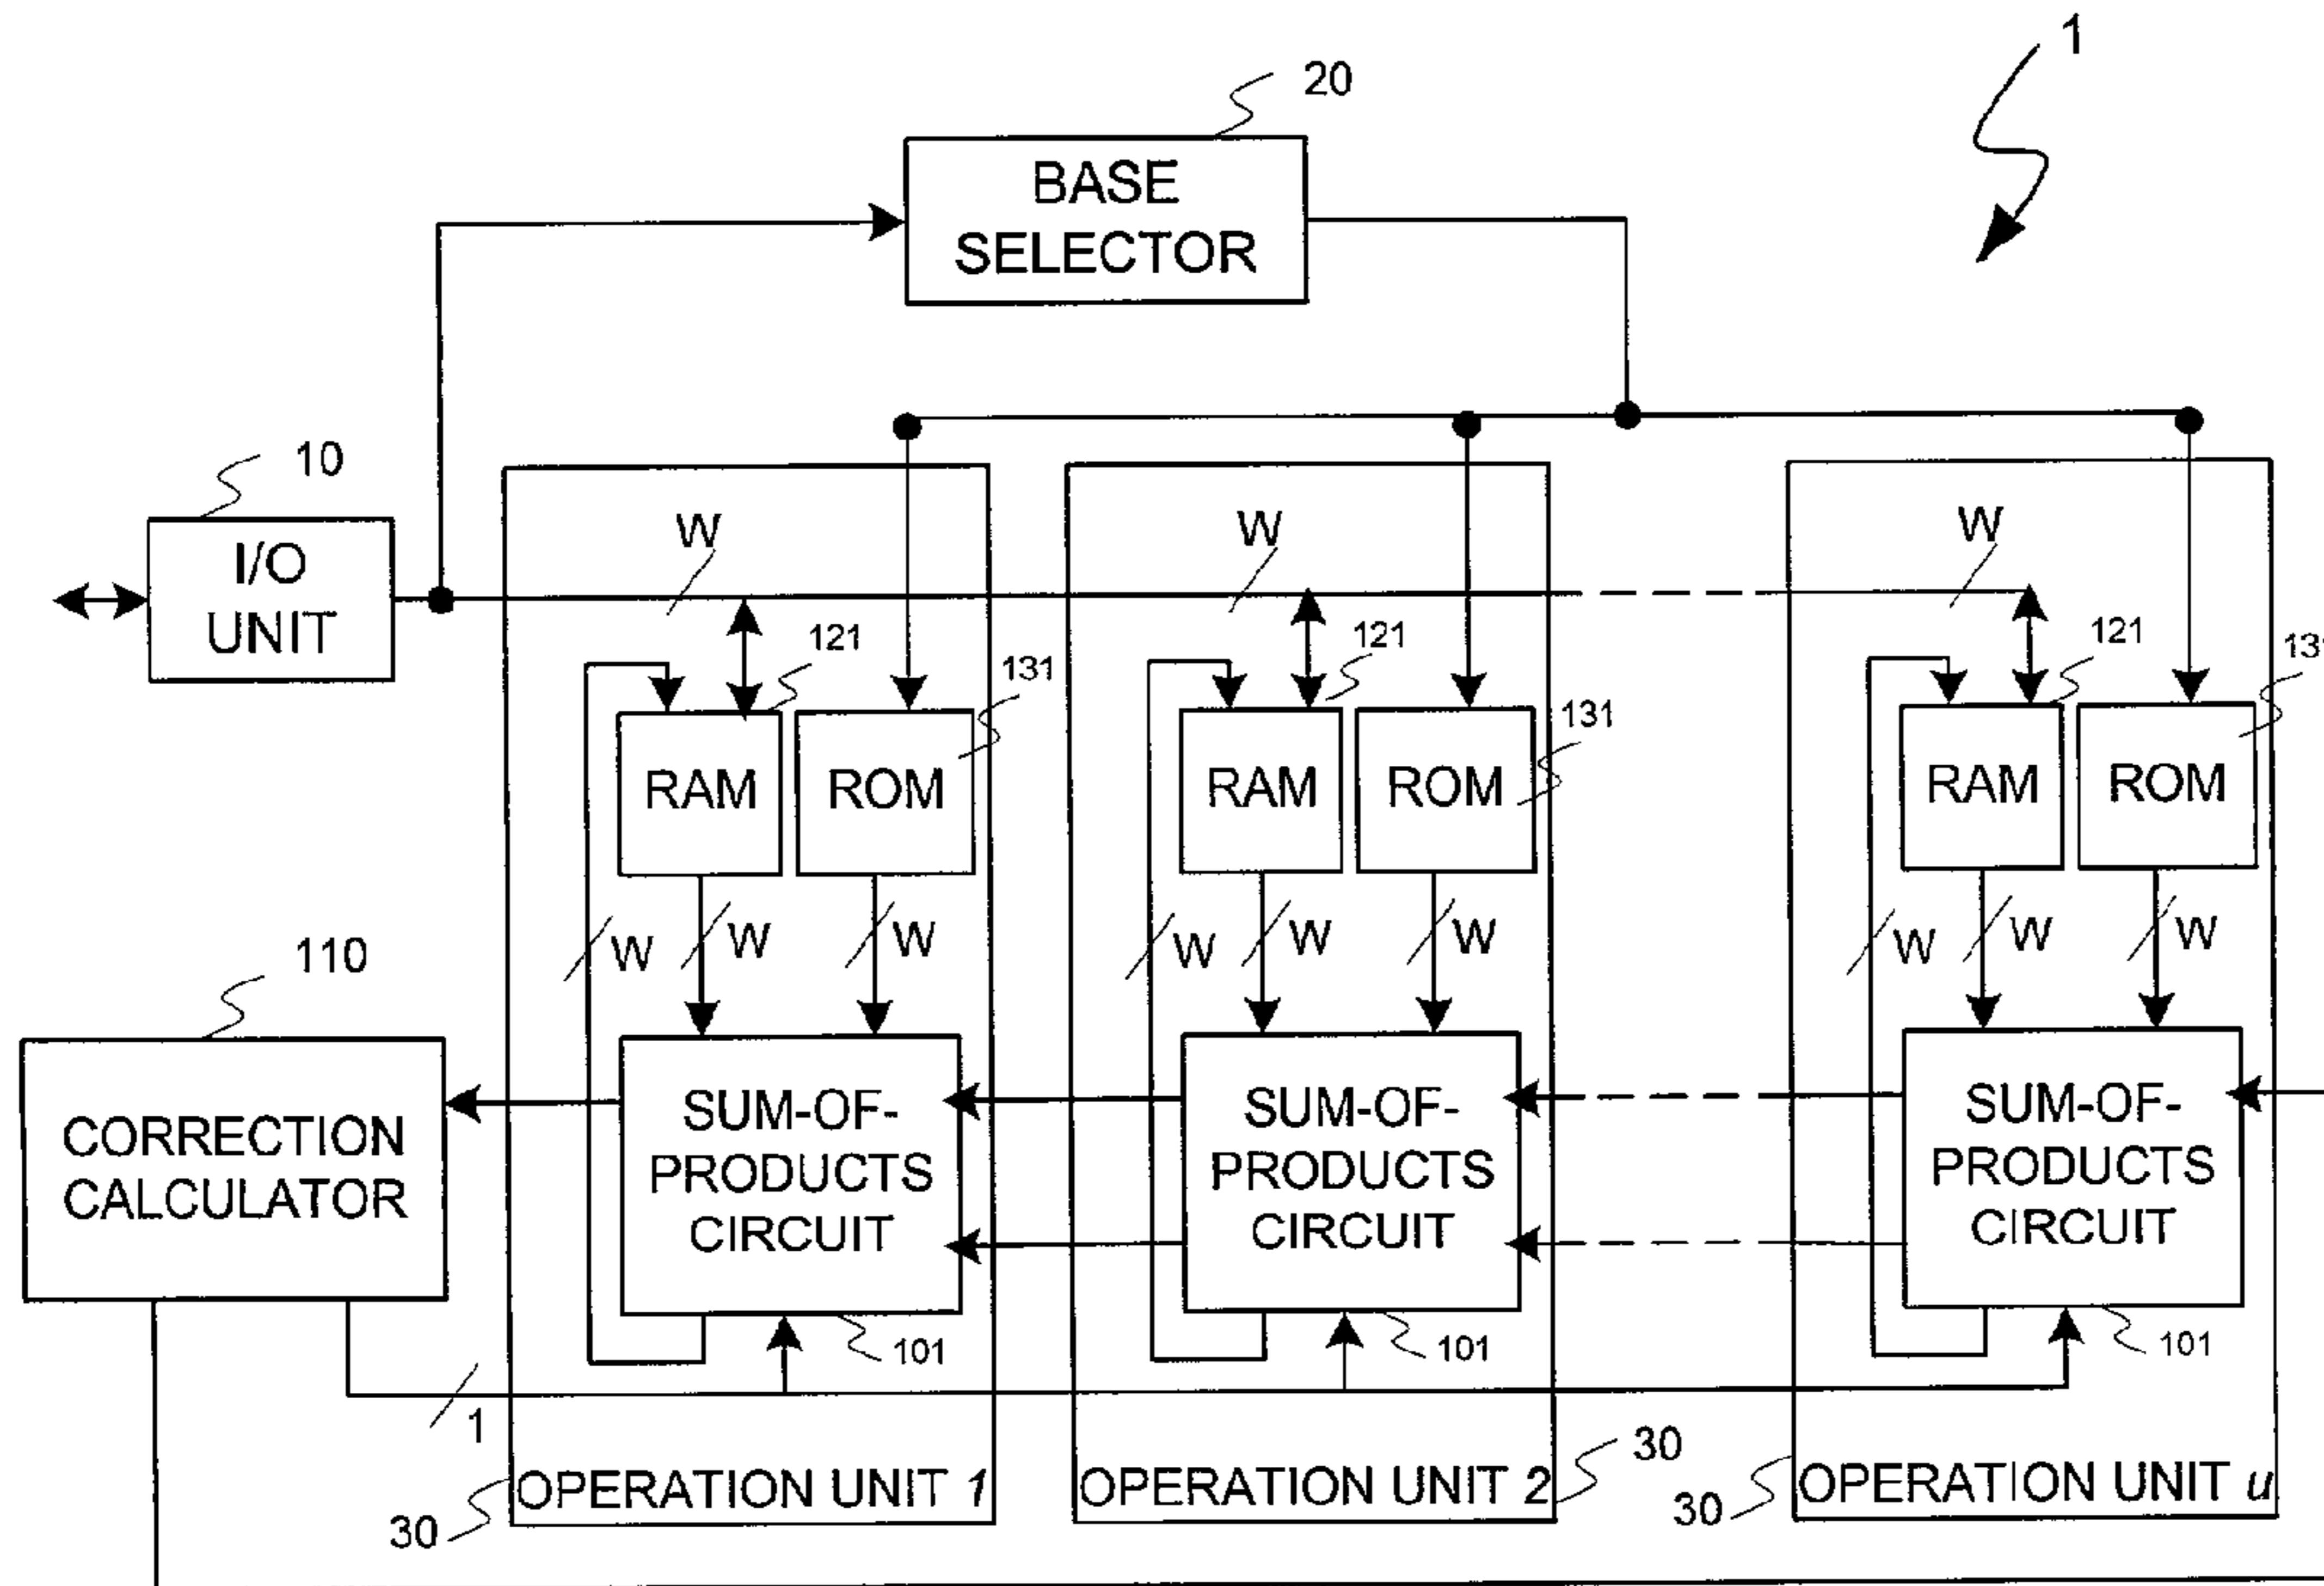 1
20
BASE
SELECTOR
10
I/O
UNIT
W
W
W
121
131
121
131
121
131
RAM
ROM
RAM
ROM
RAM
ROM
W
W
W
W
W
W
W
W
W
110
CORRECTION
CALCULATOR
SUM-OF-
PRODUCTS
CIRCUIT
SUM-OF-
PRODUCTS
CIRCUIT
SUM-OF-
PRODUCTS
CIRCUIT
101
101
101
1
OPERATION UNIT 1
OPERATION UNIT 2
OPERATION UNIT u
30
30
30